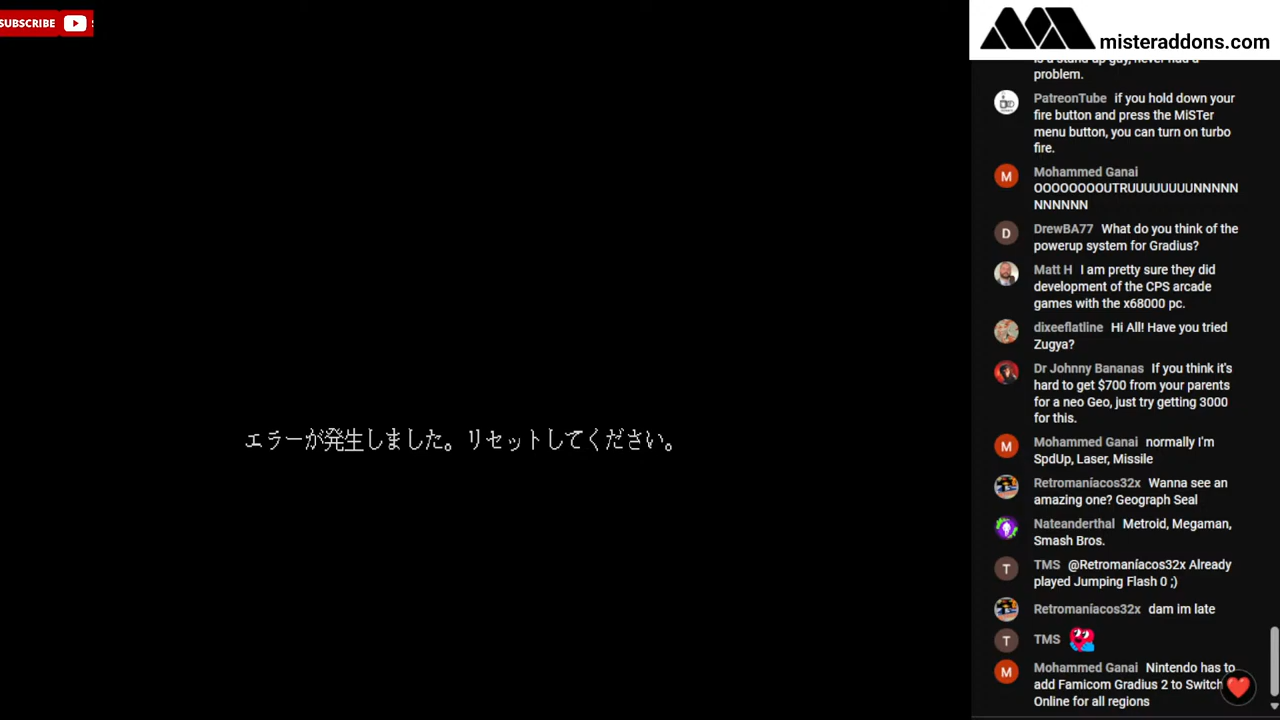 SUBSCRIBE
misteraddons.com
is a stand up guy, never had a
problem.
PatreonTube if you hold down your
fire button and press the MiSTer
menu button, you can turn on turbo
fire.
M Mohammed Ganai
OOOOOOOOUTRUUUUUUUUNNNNN
NNNNNN
D DrewBA77 What do you think of the
powerup system for Gradius?
Matt H I am pretty sure they did
development of the CPS arcade
games with the x68000 pc.
dixeeflatline Hi All! Have you tried
Zugya?
Dr Johnny Bananas If you think it's
hard to get $700 from your parents
for a neo Geo, just try getting 3000
for this.
エラーが発生しました。リセットしてください。
M Mohammed Ganai normally I'm
SpdUp, Laser, Missile
Retromaníacos32x Wanna see an
amazing one? Geograph Seal
Nateanderthal Metroid, Megaman,
Smash Bros.
T TMS @Retromaníacos32x Already
played Jumping Flash 0 ;)
Retromaníacos32x dam im late
T TMS
M Mohammed Ganai Nintendo has to
add Famicom Gradius 2 to Switch
Online for all regions